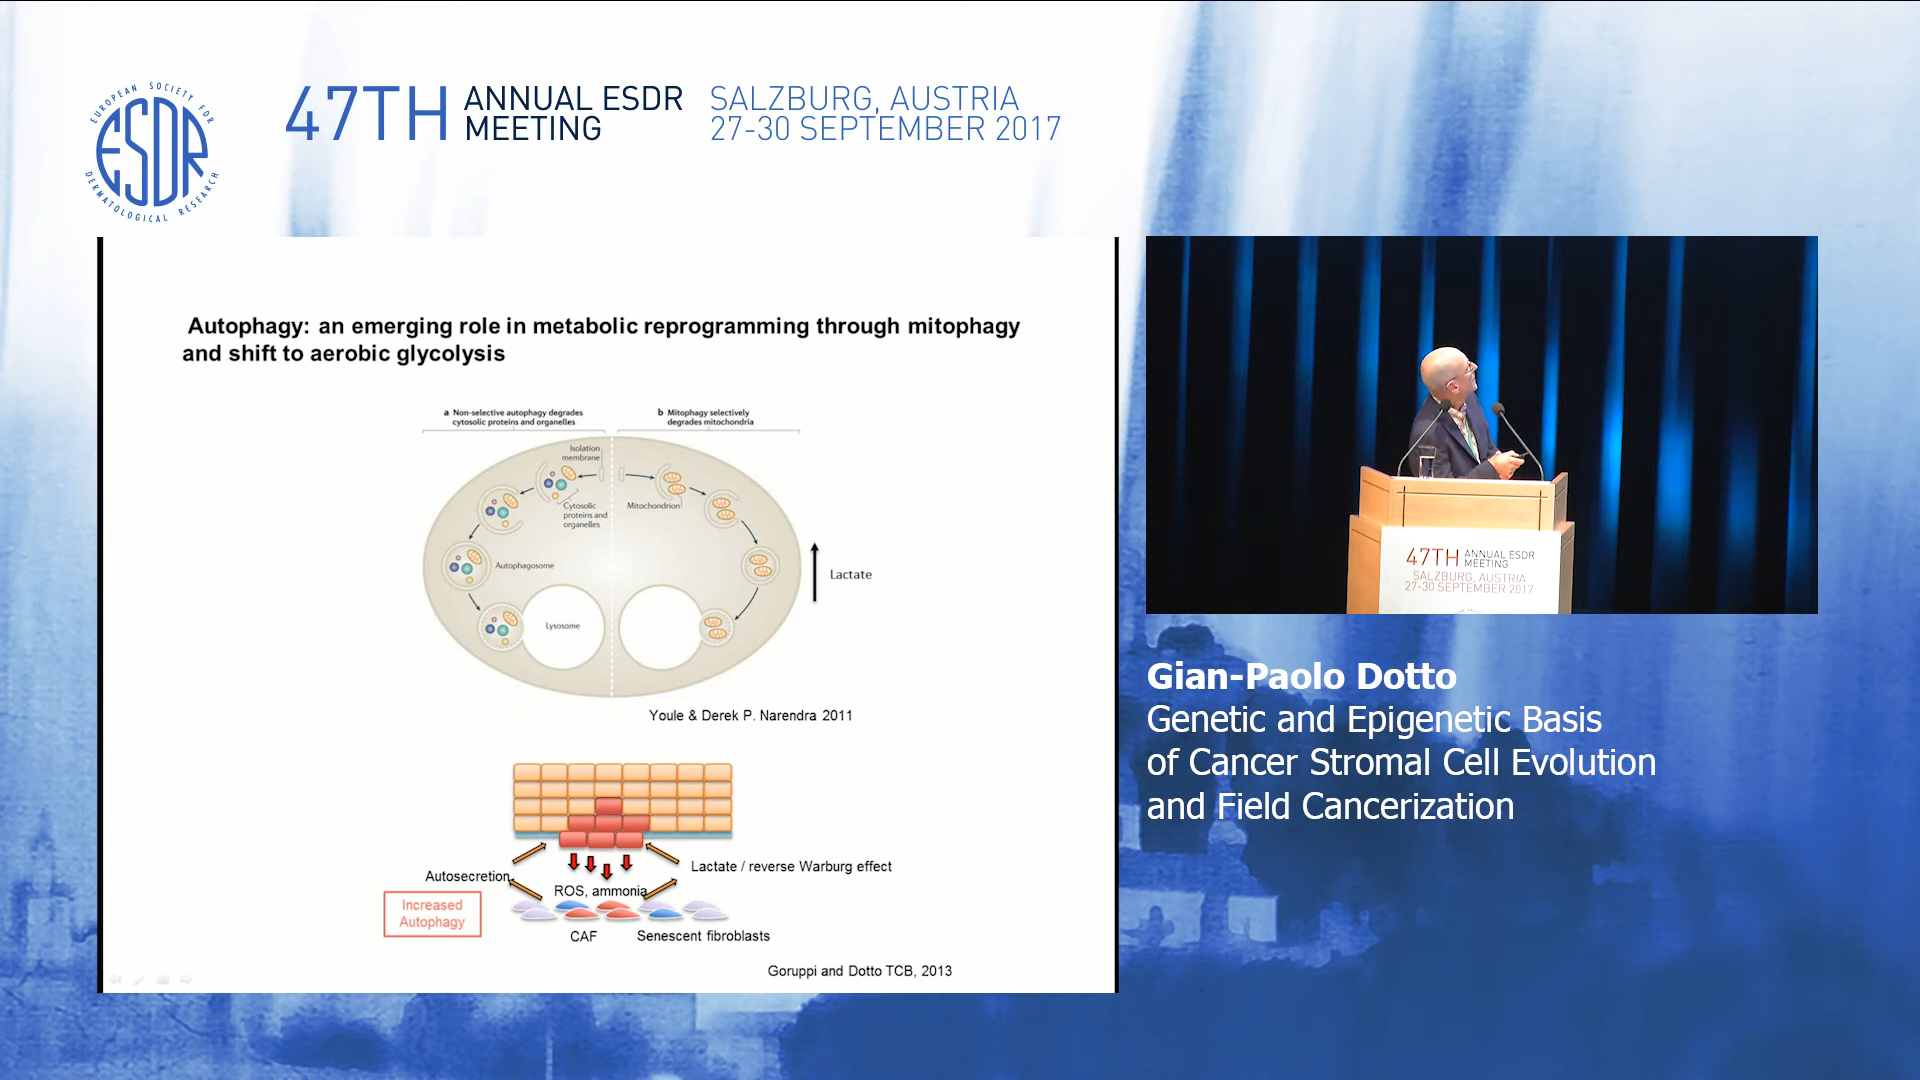 EUROPEAN SOCIETY FOR
ESDR
DERMATOLOGICAL RESEARCH
47TH ANNUAL ESDR MEETING
SALZBURG, AUSTRIA
27-30 SEPTEMBER 2017
Autophagy: an emerging role in metabolic reprogramming through mitophagy
and shift to aerobic glycolysis
a Non-selective autophagy degrades
cytosolic proteins and organelles
b Mitophagy selectively
degrades mitochondria
Isolation
membrane
Cytosolic
proteins and
organelles
Mitochondrion
Autophagosome
Lysosome
Lactate
Youle & Derek P. Narendra 2011
Autosecretion
Lactate / reverse Warburg effect
ROS, ammonia
Increased
Autophagy
CAF
Senescent fibroblasts
Goruppi and Dotto TCB, 2013
47TH ANNUAL ESDR MEETING
SALZBURG, AUSTRIA
27-30 SEPTEMBER 2017
Gian-Paolo Dotto
Genetic and Epigenetic Basis
of Cancer Stromal Cell Evolution
and Field Cancerization